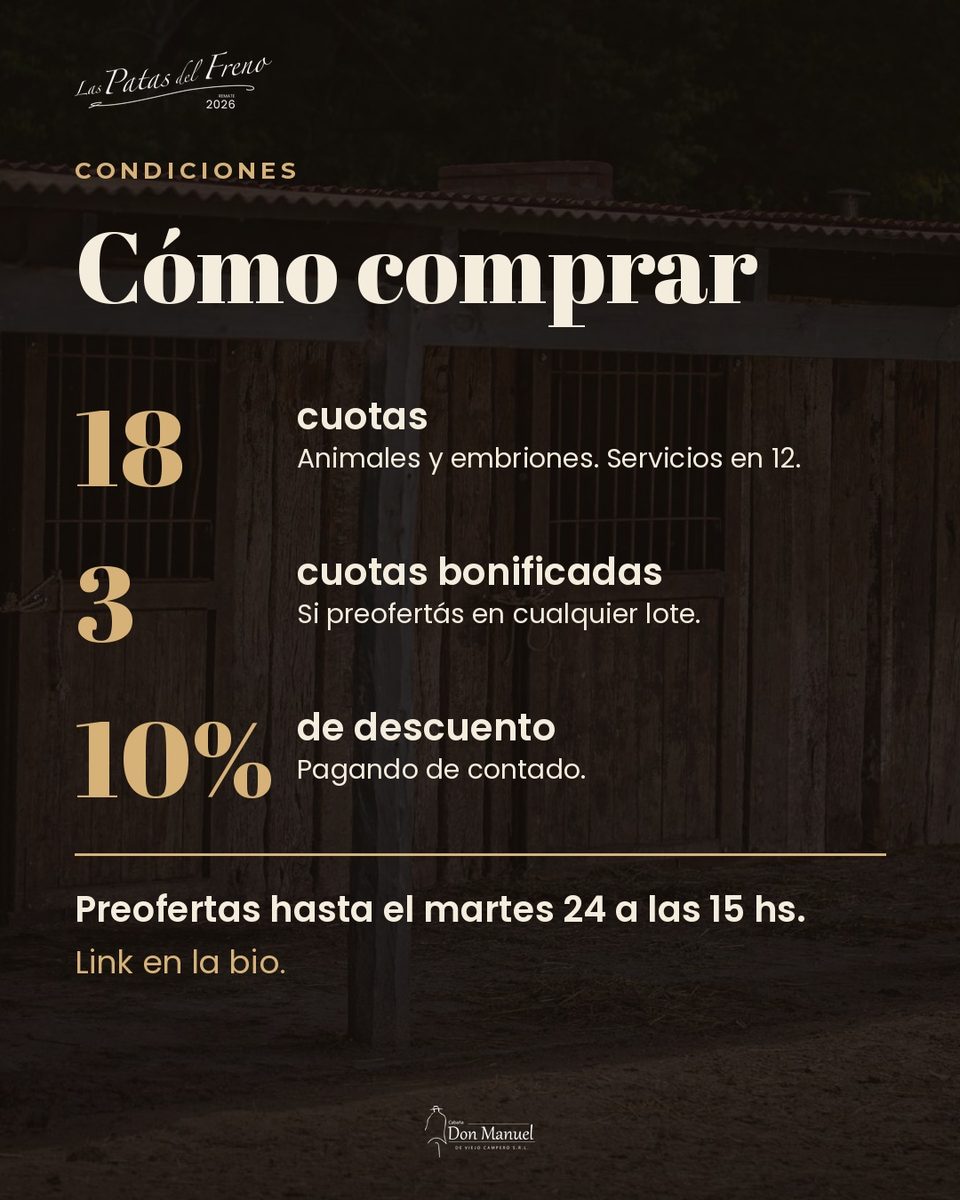 Las Patas del Freno
REMATE
2026
CONDICIONES
Cómo comprar
18
cuotas
Animales y embriones. Servicios en 12.
3
cuotas bonificadas
Si preofertás en cualquier lote.
10%
de descuento
Pagando de contado.
Preofertas hasta el martes 24 a las 15 hs.
Link en la bio.
Cabaña
Don Manuel
DE VIEJO CAMPERO S.R.L.